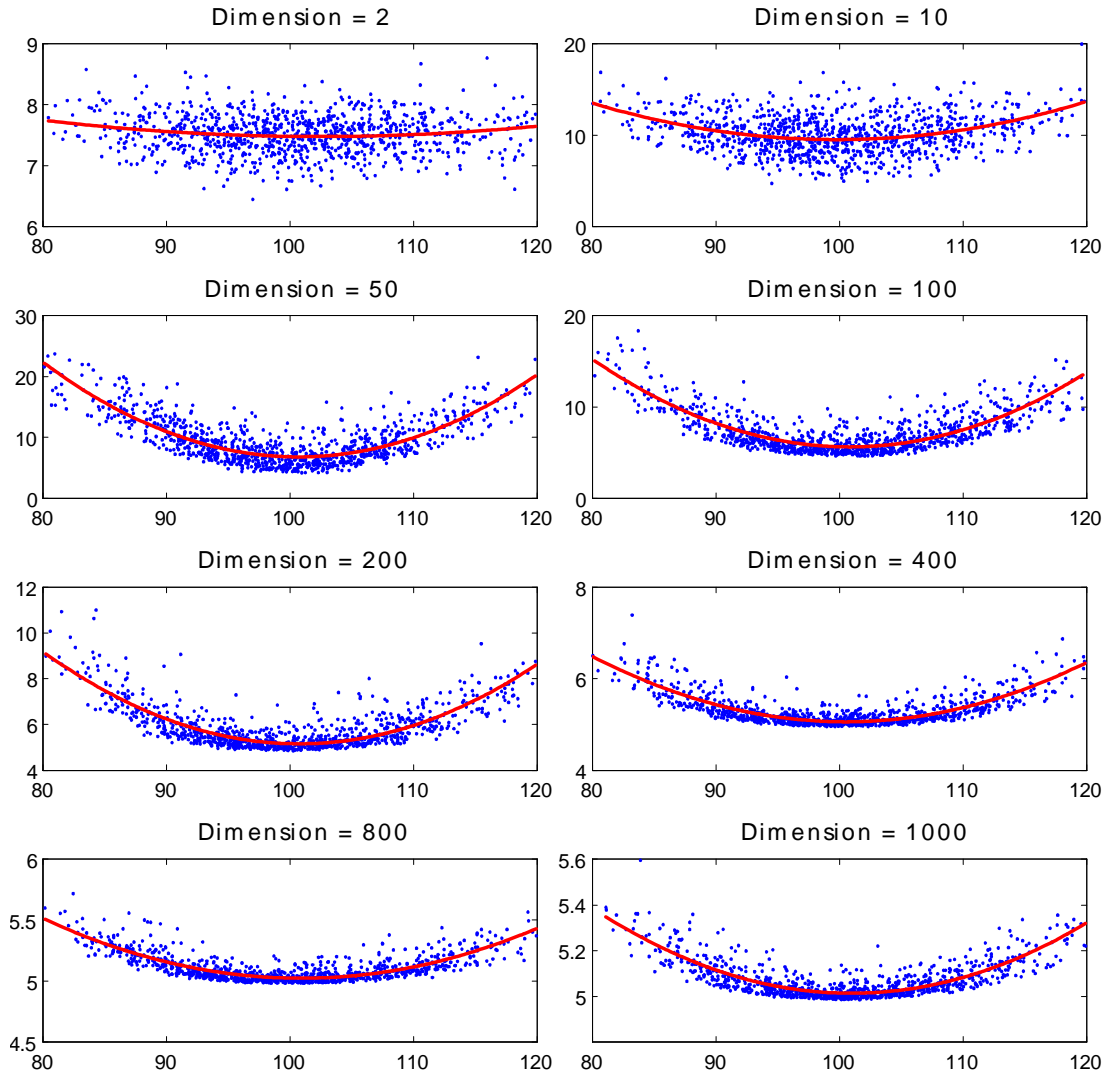 Dimension = 2
9
8
7
6
80 90 100 110 120
Dimension = 10
20
10
0
80 90 100 110 120
Dimension = 50
30
20
10
0
80 90 100 110 120
Dimension = 100
20
10
0
80 90 100 110 120
Dimension = 200
12
10
8
6
4
80 90 100 110 120
Dimension = 400
8
6
4
80 90 100 110 120
Dimension = 800
6
5.5
5
4.5
80 90 100 110 120
Dimension = 1000
5.6
5.4
5.2
5
80 90 100 110 120